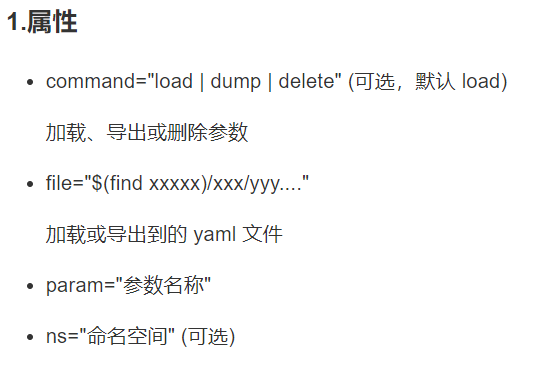 1.属性
command="load | dump | delete" (可选，默认 load)
加载、导出或删除参数
file="$(find xxxxx)/xxx/yyy...."
加载或导出到的 yaml 文件
param="参数名称"
ns="命名空间" (可选)